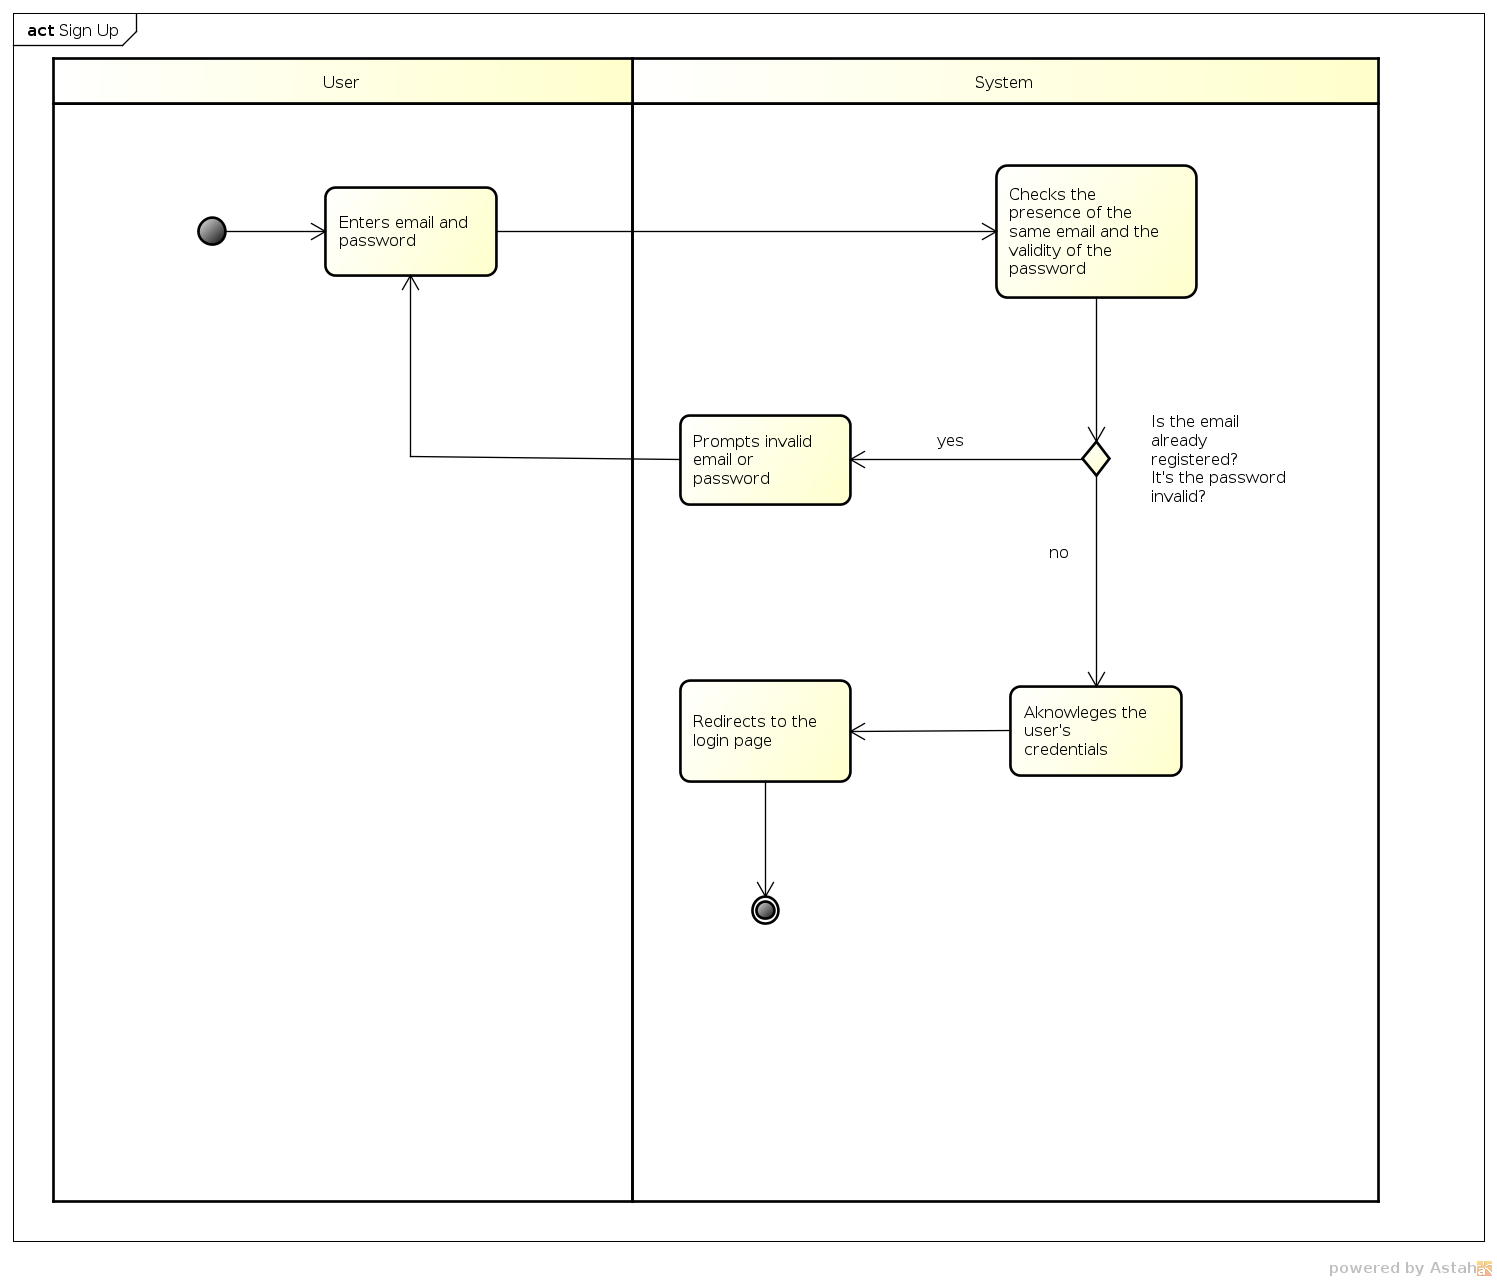 act Sign Up
User
System
Enters email and
password
Checks the
presence of the
same email and the
validity of the
password
Prompts invalid
email or
password
yes
Is the email
already
registered?
It's the password
invalid?
no
Redirects to the
login page
Aknowleges the
user's
credentials
powered by Astah